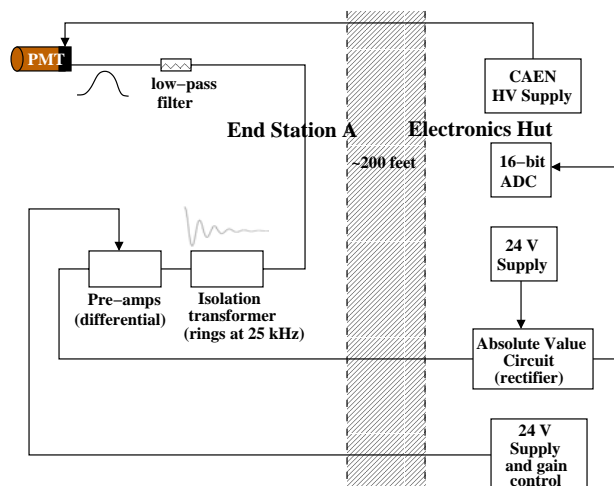 PMT
low−pass
filter
CAEN
HV Supply
End Station A
Electronics Hut
~200 feet
16−bit
ADC
24 V
Supply
Pre−amps
(differential)
Isolation
transformer
(rings at 25 kHz)
Absolute Value
Circuit
(rectifier)
24 V
Supply
and gain
control